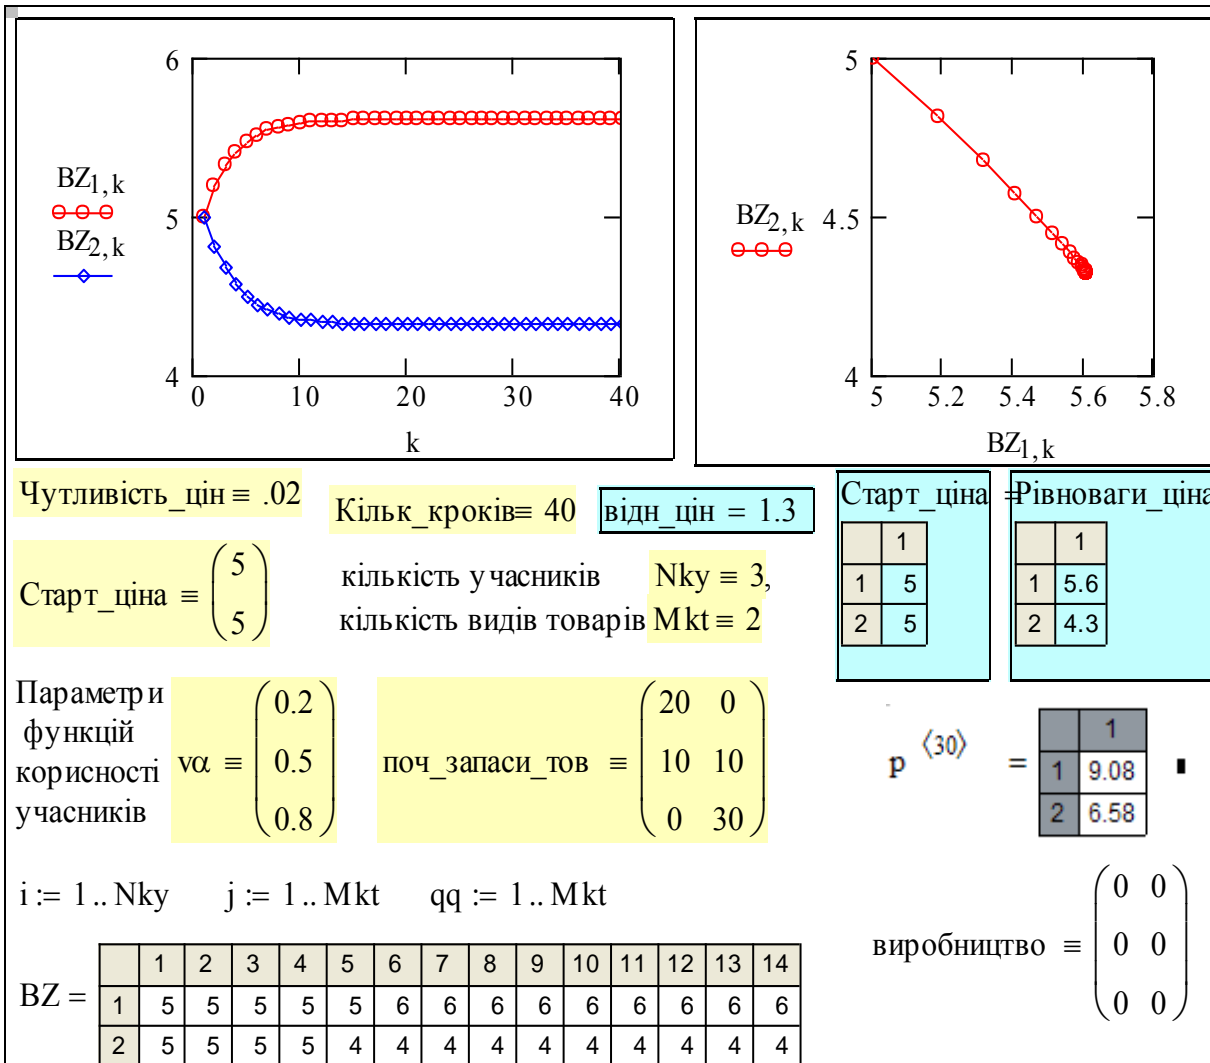 6
5
4
0 10 20 30 40
k
BZ1,k
BZ2,k
5
4.5
4
5 5.2 5.4 5.6 5.8
BZ1,k
BZ2,k
Чутливість_цін ≡ .02
Кільк_кроків≡ 40
відн_цін = 1.3
Старт_ціна =
Рівноваги_ціна
1
1 5
2 5
1
1 5.6
2 4.3
Старт_ціна ≡ (5 5)
кількість учасників Nky ≡ 3,
кількість видів товарів Mkt ≡ 2
Параметри
функцій
корисності
учасників
vα ≡ (0.2 0.5 0.8)
поч_запаси_тов ≡
20 0
10 10
0 30
p ⟨30⟩ =
1
1 9.08
2 6.58
i := 1 .. Nky j := 1 .. Mkt qq := 1 .. Mkt
виробництво ≡
0 0
0 0
0 0
BZ =
1 2 3 4 5 6 7 8 9 10 11 12 13 14
1 5 5 5 5 5 6 6 6 6 6 6 6 6 6
2 5 5 5 5 4 4 4 4 4 4 4 4 4 4